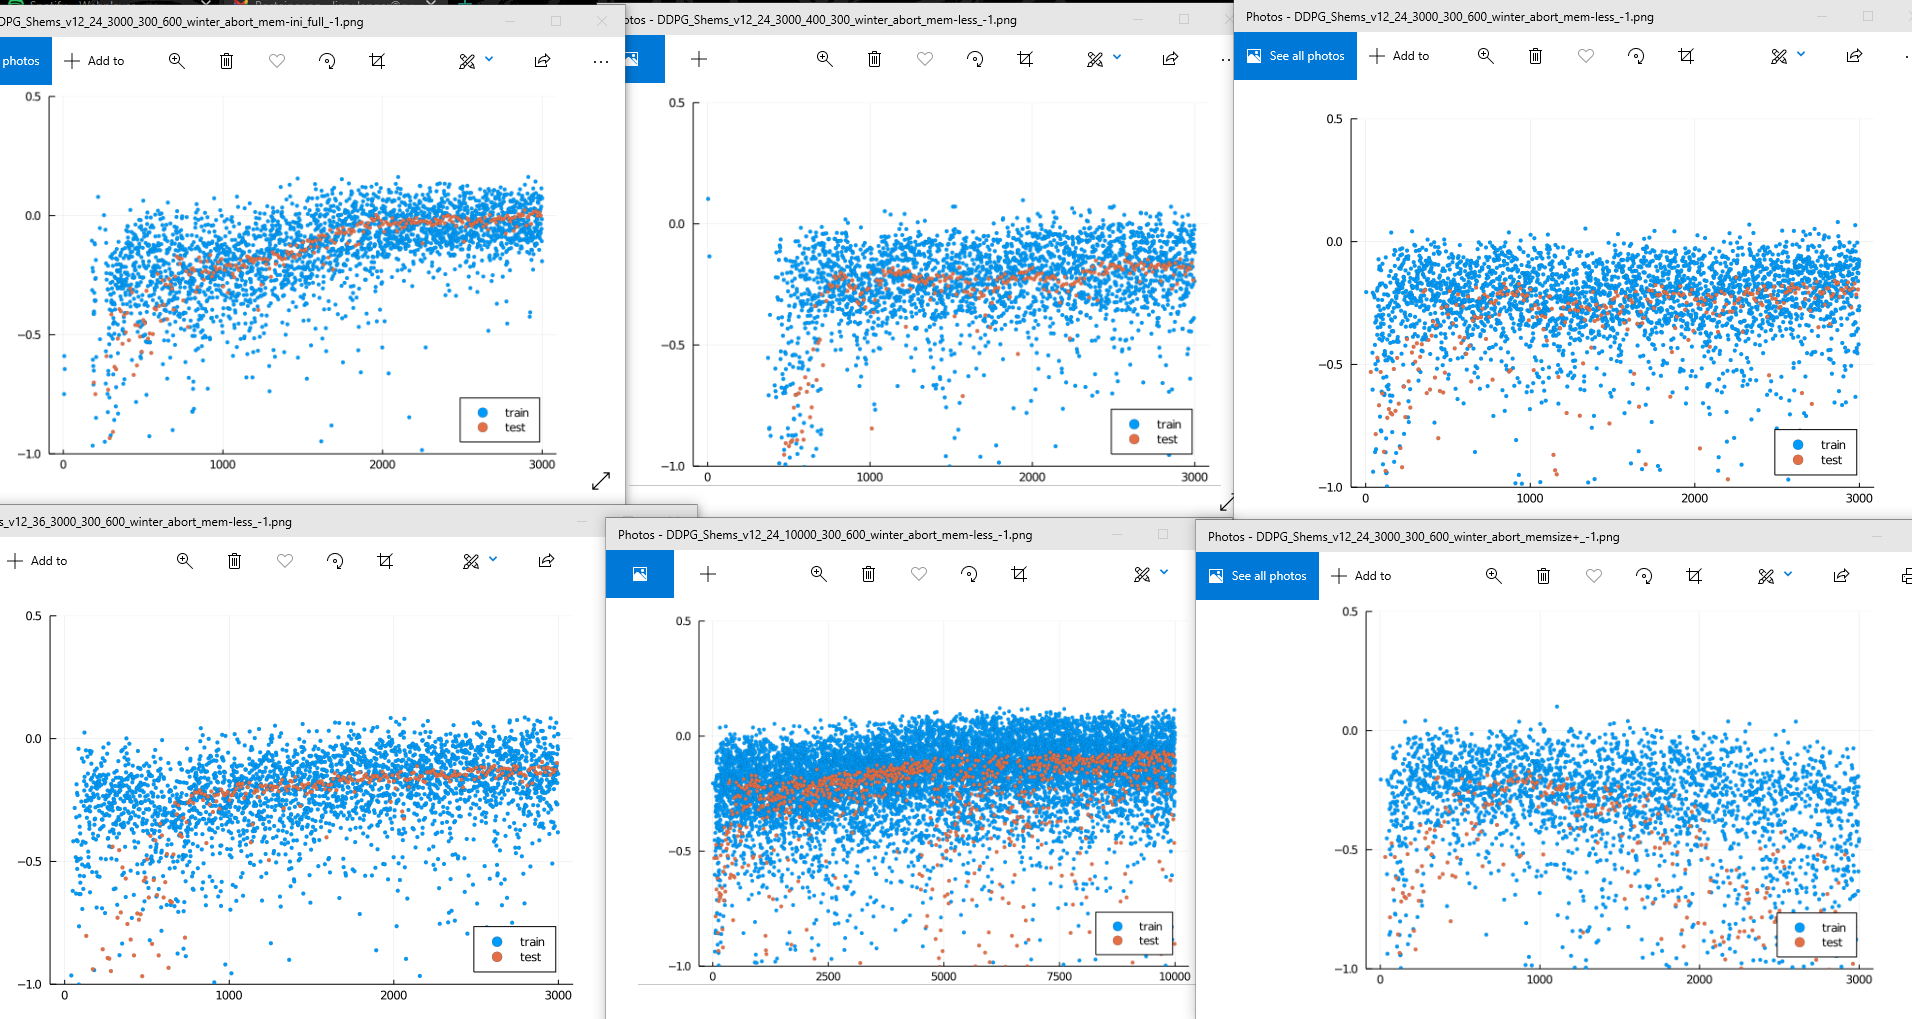 DPG_Shems_v12_24_3000_300_600_winter_abort_mem-ini_full_-1.png
photos
Add to
0.5
0.0
−0.5
−1.0
0
1000
2000
3000
train
test
otos - DDPG_Shems_v12_24_3000_400_300_winter_abort_mem-less_-1.png
0.5
0.0
−0.5
−1.0
0
1000
2000
3000
train
test
Photos - DDPG_Shems_v12_24_3000_300_600_winter_abort_mem-less_-1.png
See all photos
Add to
0.5
0.0
−0.5
−1.0
0
1000
2000
3000
train
test
s_v12_36_3000_300_600_winter_abort_mem-less_-1.png
Add to
0.5
0.0
−0.5
−1.0
0
1000
2000
3000
train
test
Photos - DDPG_Shems_v12_24_10000_300_600_winter_abort_mem-less_-1.png
0.5
0.0
−0.5
−1.0
0
2500
5000
7500
10000
train
test
Photos - DDPG_Shems_v12_24_3000_300_600_winter_abort_memsize+_-1.png
See all photos
Add to
0.5
0.0
−0.5
−1.0
0
1000
2000
3000
train
test